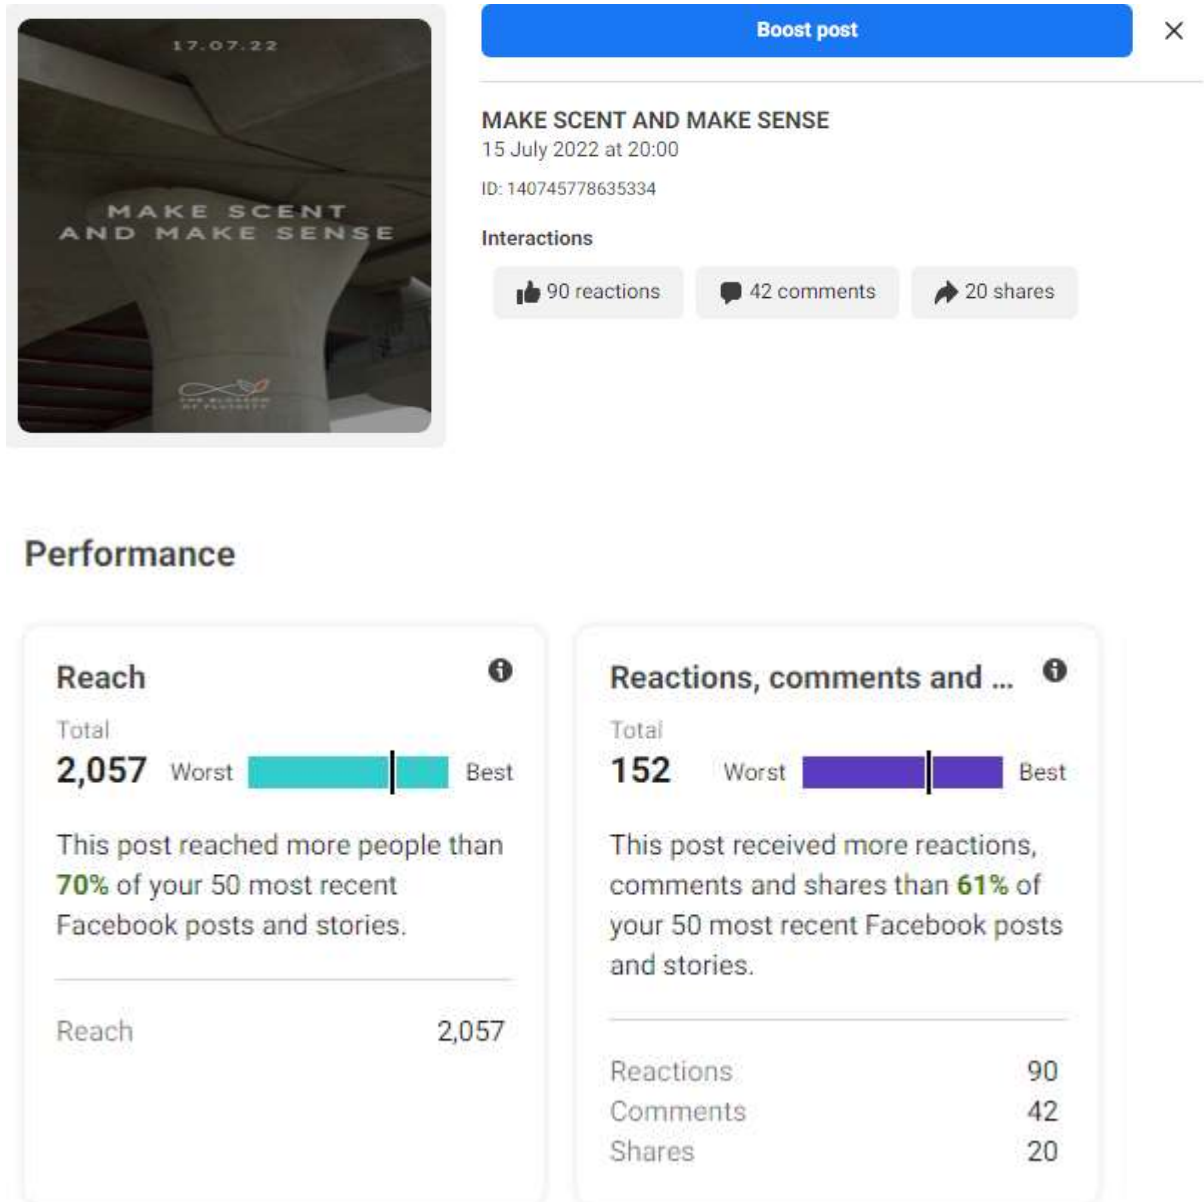 17.07.22
MAKE SCENT
AND MAKE SENSE
THE BLOSSOM
Boost post
MAKE SCENT AND MAKE SENSE
15 July 2022 at 20:00
ID: 140745778635334
Interactions
90 reactions
42 comments
20 shares
Performance
Reach
Total
2,057
Worst
Best
This post reached more people than
70% of your 50 most recent
Facebook posts and stories.
Reach 2,057
Reactions, comments and ...
Total
152
Worst
Best
This post received more reactions,
comments and shares than 61% of
your 50 most recent Facebook posts
and stories.
Reactions 90
Comments 42
Shares 20